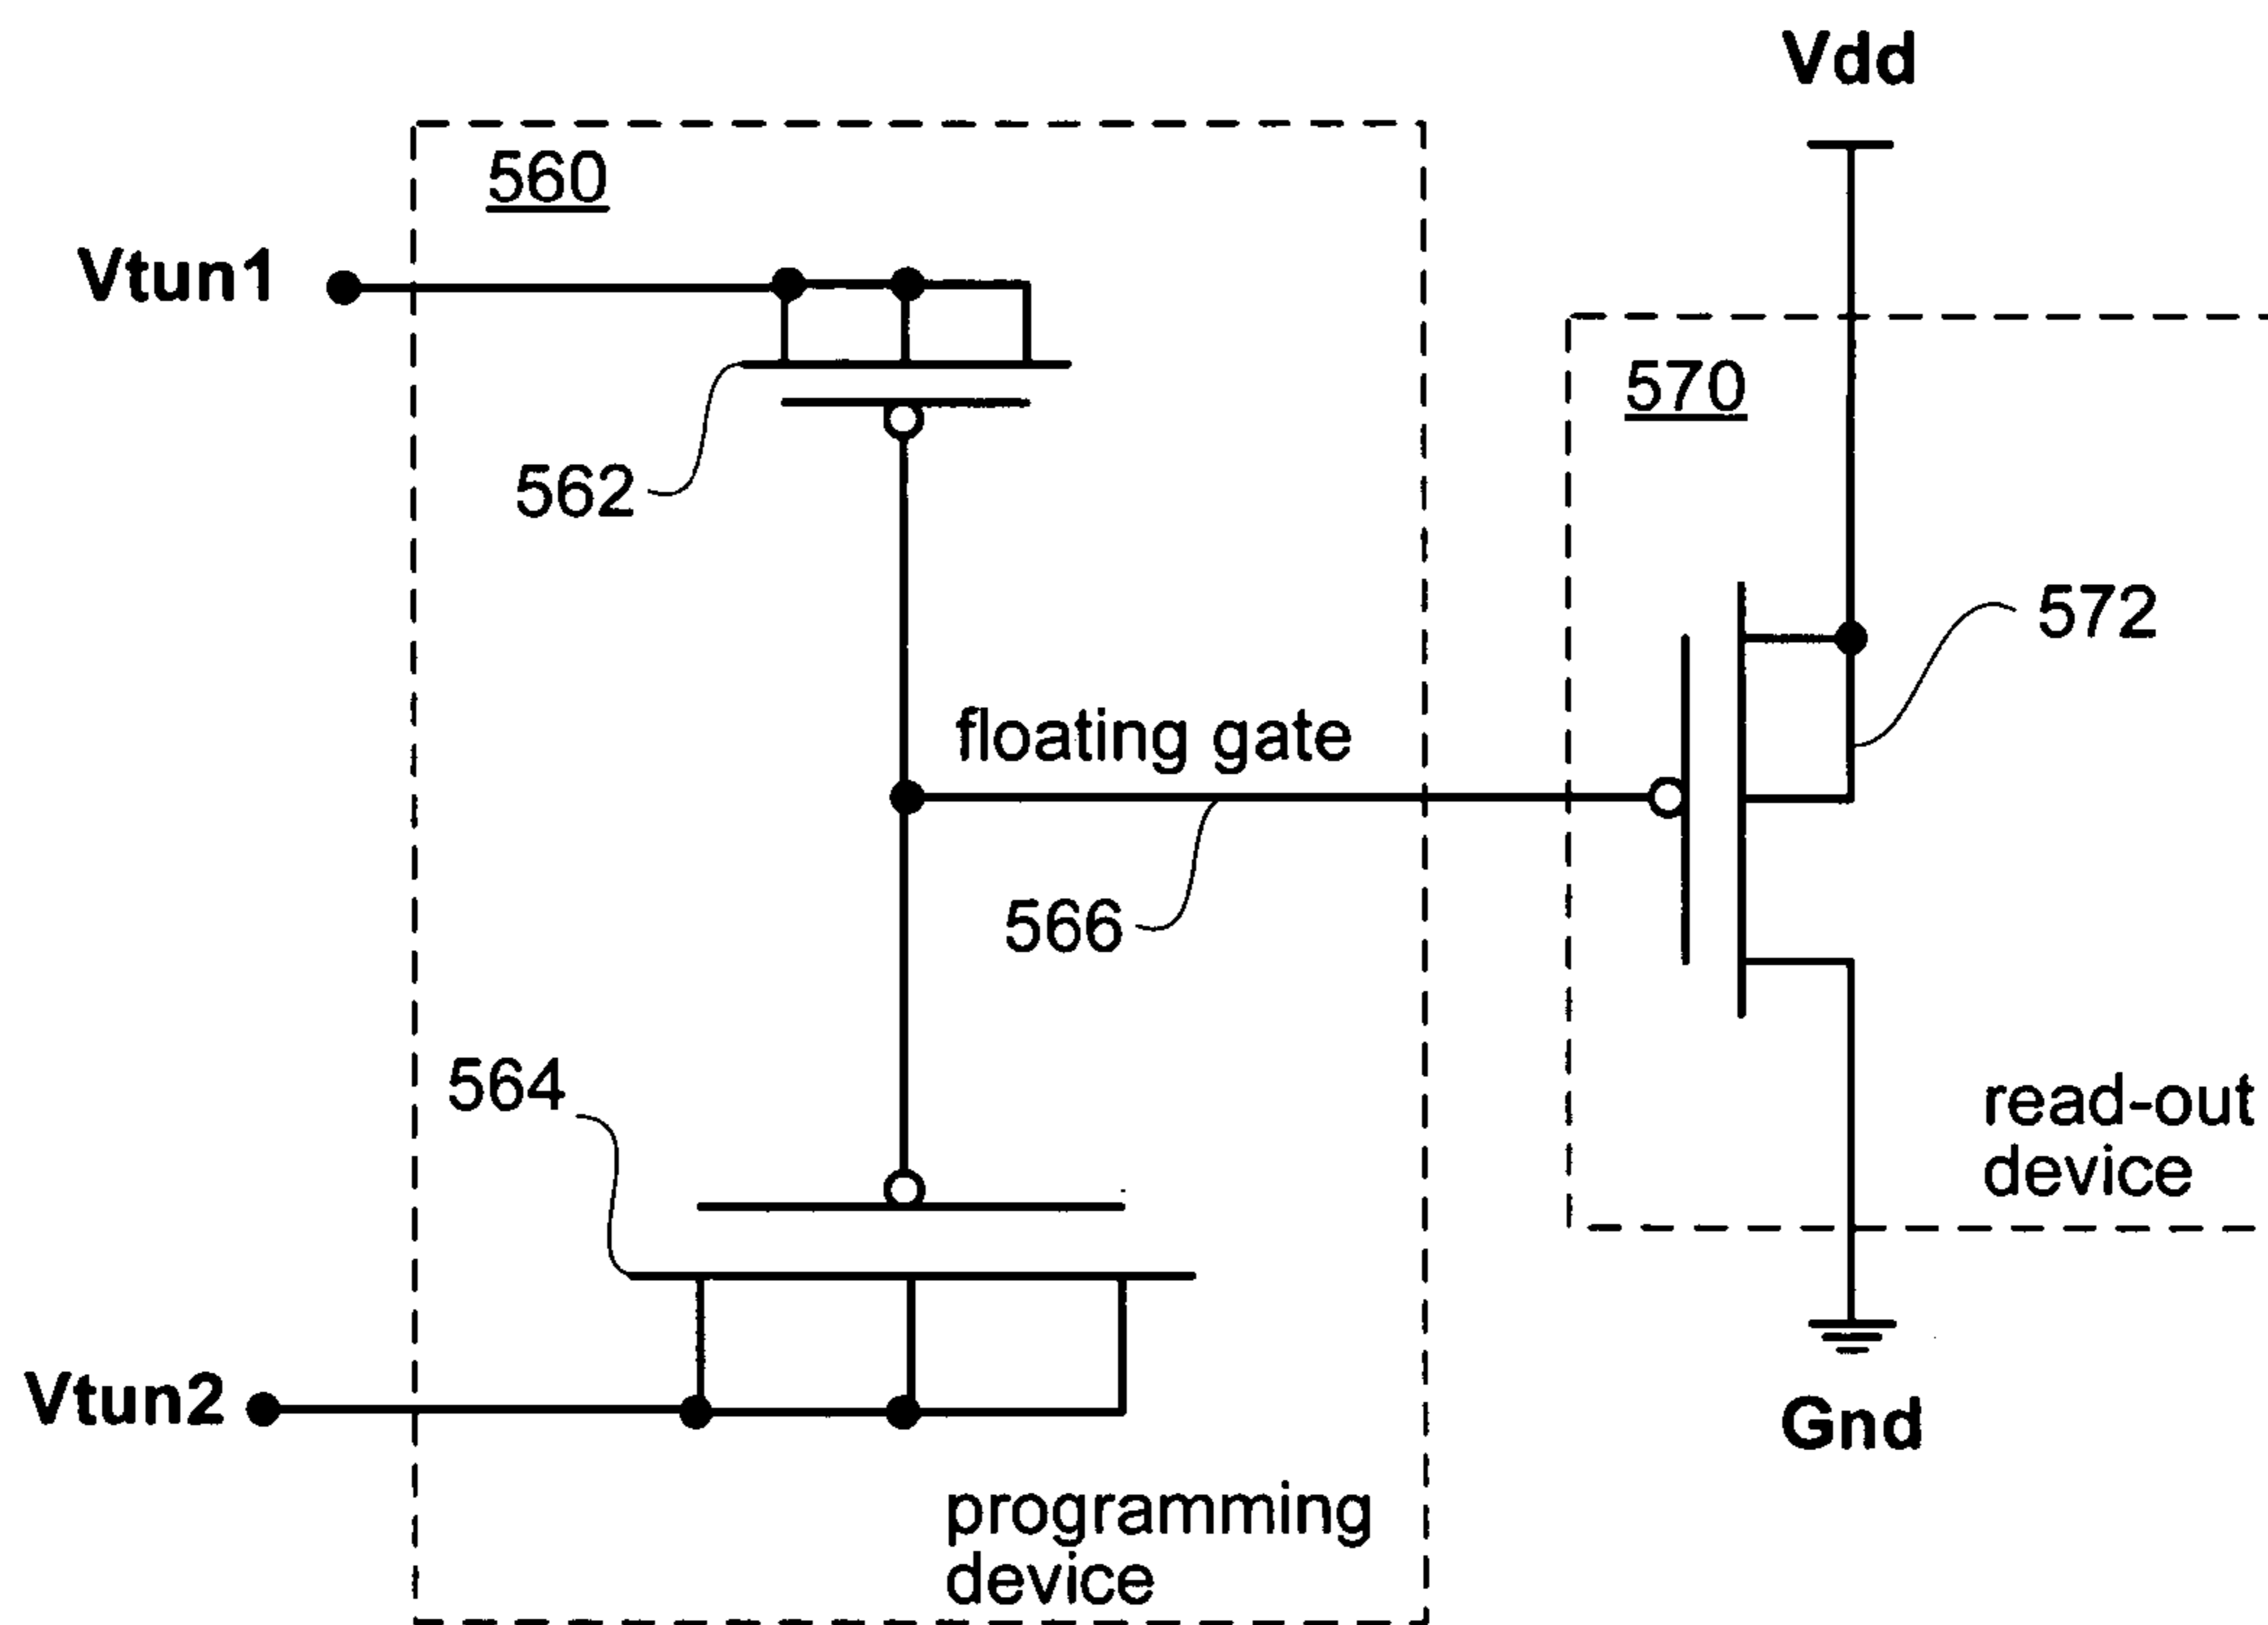 Vdd
560
Vtun1
570
562
572
floating gate
566
564
read-out
device
Vtun2
Gnd
programming
device